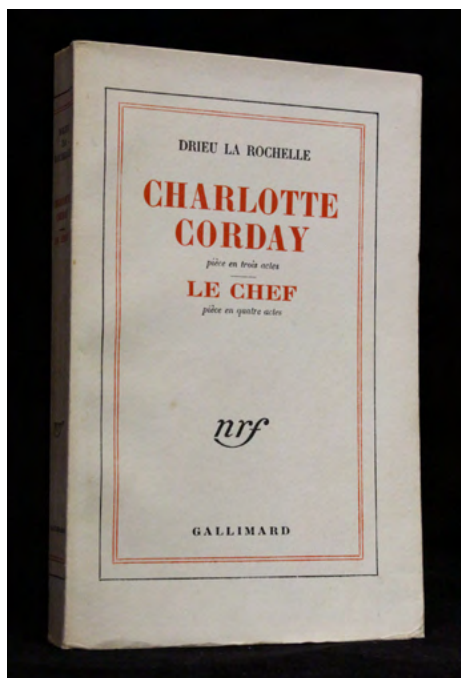 DRIEU LA ROCHELLE
CHARLOTTE
CORDAY
pièce en trois actes
LE CHEF
pièce en quatre actes
nrf
GALLIMARD